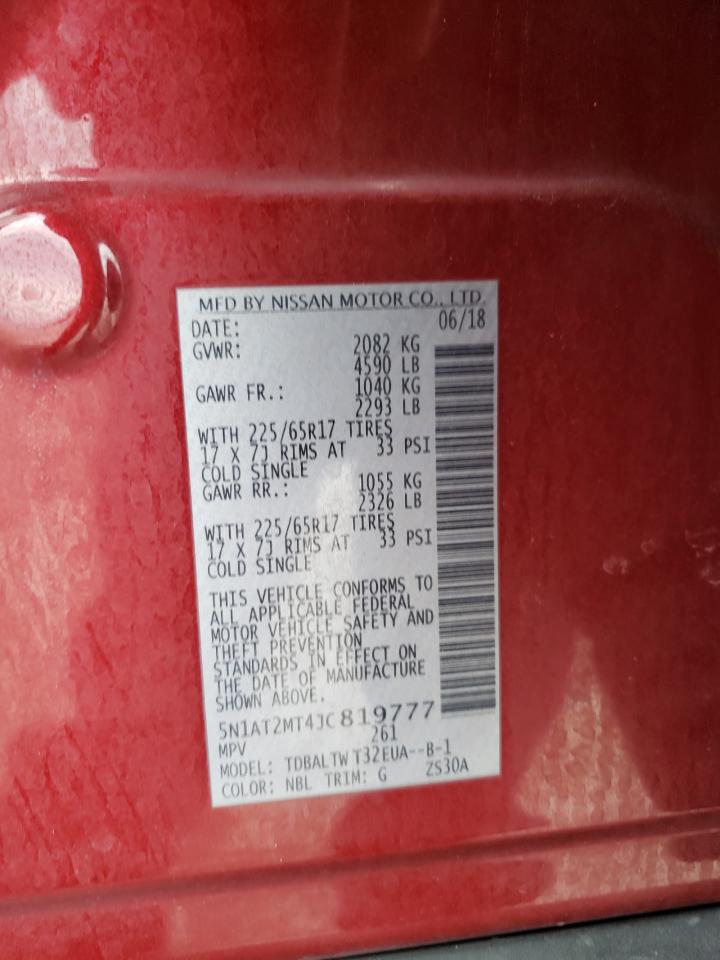 MFD BY NISSAN MOTOR CO., LTD.
DATE: 06/18
GVWR: 2082 KG
4590 LB
GAWR FR.: 1040 KG
2293 LB
WITH 225/65R17 TIRES
17 X 7J RIMS AT 33 PSI
COLD SINGLE
GAWR RR.: 1055 KG
2326 LB
WITH 225/65R17 TIRES
17 X 7J RIMS AT 33 PSI
COLD SINGLE
THIS VEHICLE CONFORMS TO
ALL APPLICABLE FEDERAL
MOTOR VEHICLE SAFETY AND
THEFT PREVENTION
STANDARDS IN EFFECT ON
THE DATE OF MANUFACTURE
SHOWN ABOVE.
5N1AT2MT4JC819777
MPV 261
MODEL: TDBALTW T32EUA--B-1
COLOR: NBL TRIM: G ZS30A